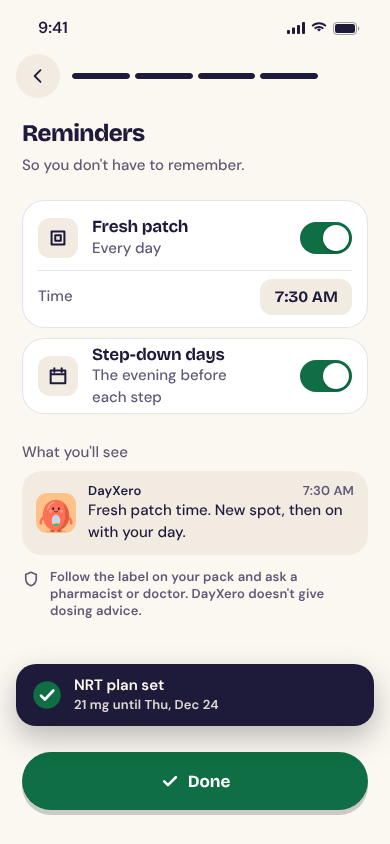 9:41
Reminders
So you don't have to remember.
Fresh patch
Every day
Time
7:30 AM
Step-down days
The evening before
each step
What you'll see
DayXero
7:30 AM
Fresh patch time. New spot, then on
with your day.
Follow the label on your pack and ask a
pharmacist or doctor. DayXero doesn't give
dosing advice.
NRT plan set
21 mg until Thu, Dec 24
Done